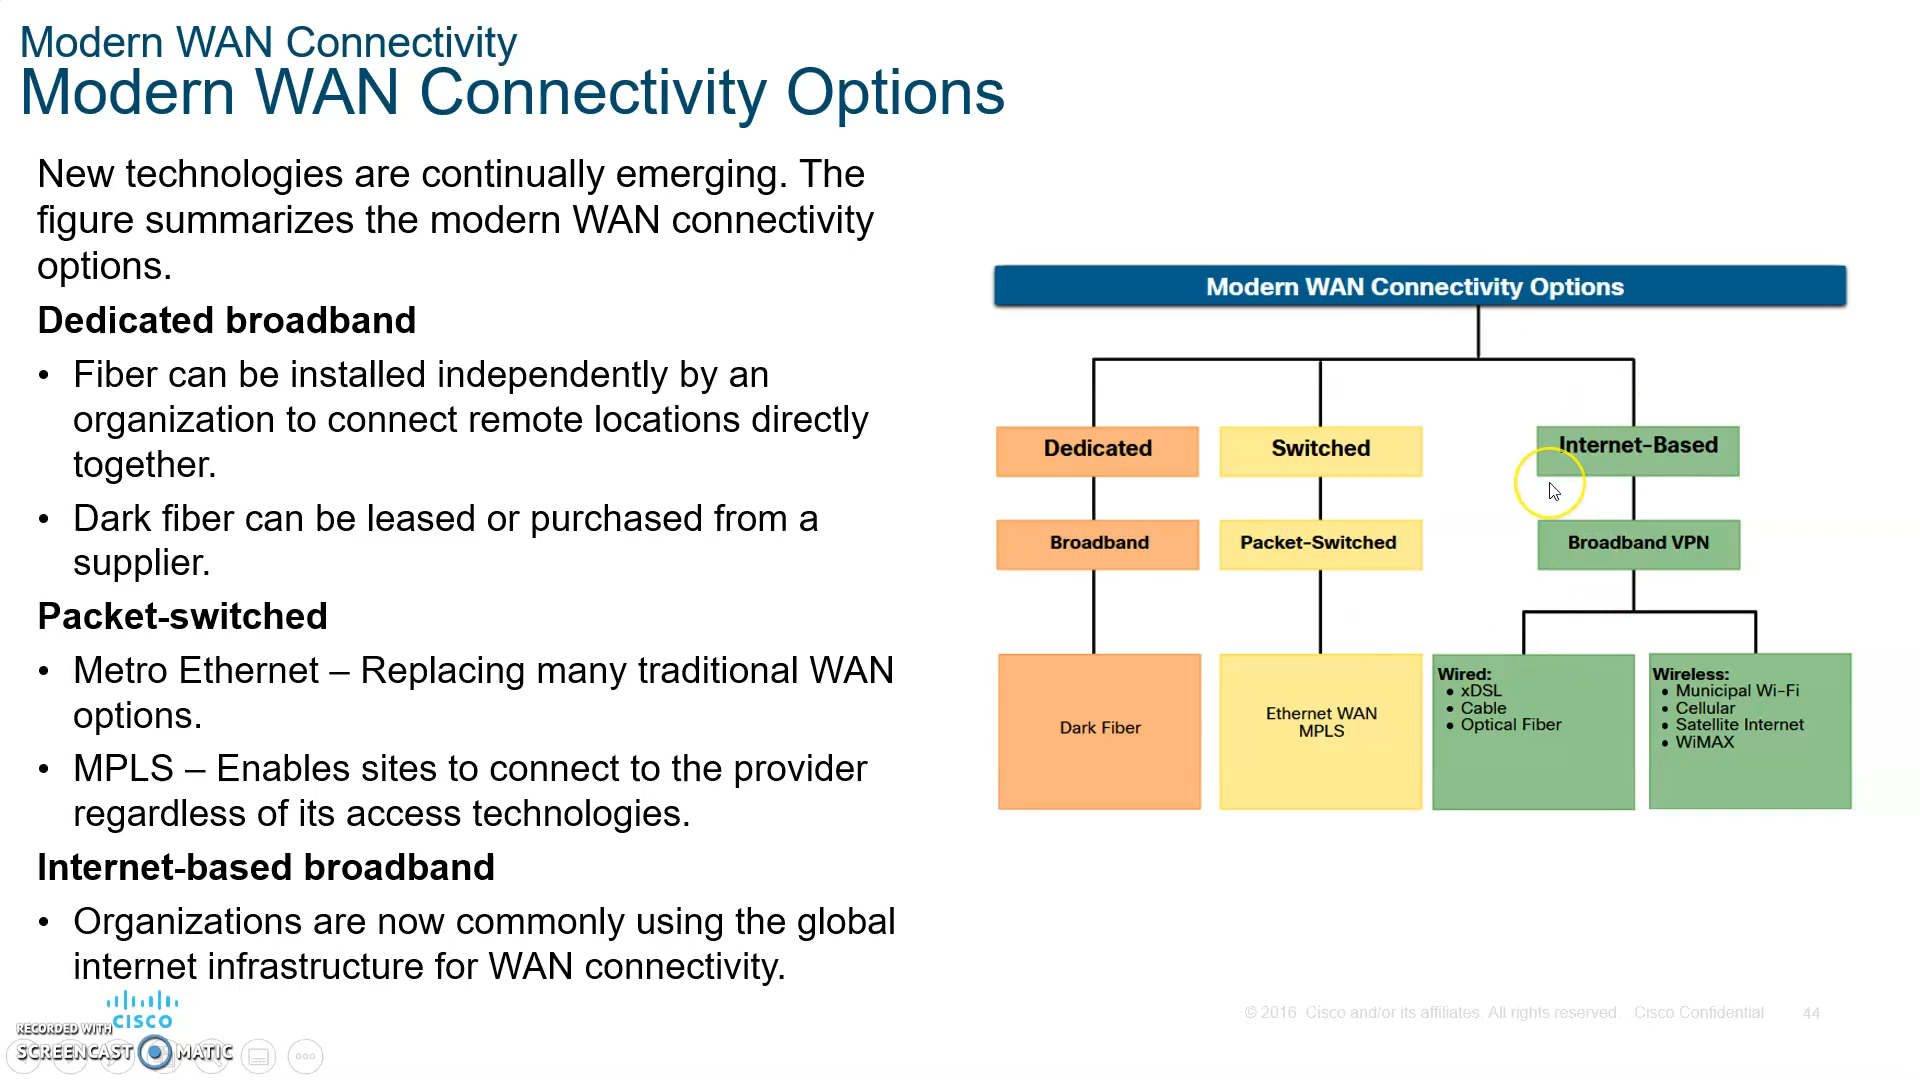 Modern WAN Connectivity
Modern WAN Connectivity Options
New technologies are continually emerging. The
figure summarizes the modern WAN connectivity
options.
Dedicated broadband
• Fiber can be installed independently by an
organization to connect remote locations directly
together.
• Dark fiber can be leased or purchased from a
supplier.
Packet-switched
• Metro Ethernet – Replacing many traditional WAN
options.
• MPLS – Enables sites to connect to the provider
regardless of its access technologies.
Internet-based broadband
• Organizations are now commonly using the global
internet infrastructure for WAN connectivity.
Modern WAN Connectivity Options
Dedicated
Switched
Internet-Based
Broadband
Packet-Switched
Broadband VPN
Dark Fiber
Ethernet WAN
MPLS
Wired:
• xDSL
• Cable
• Optical Fiber
Wireless:
• Municipal Wi-Fi
• Cellular
• Satellite Internet
• WiMAX
CISCO
RECORDED WITH
SCREENCAST MATIC
© 2016 Cisco and/or its affiliates. All rights reserved. Cisco Confidential
44